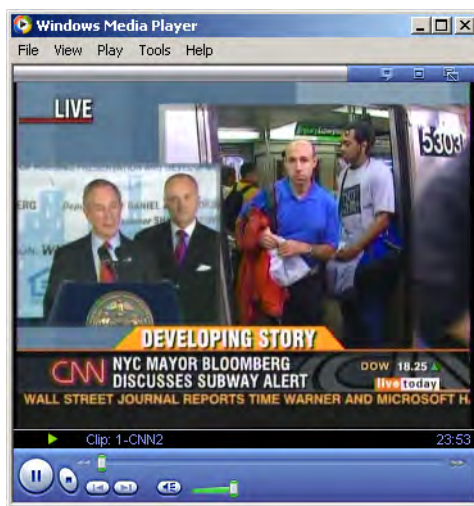 Windows Media Player
File View Play Tools Help
LIVE
5303
DEVELOPING STORY
CNN
NYC MAYOR BLOOMBERG
DISCUSSES SUBWAY ALERT
DOW 18.25
live today
WALL STREET JOURNAL REPORTS TIME WARNER AND MICROSOFT H
Clip: 1-CNN2
23:53